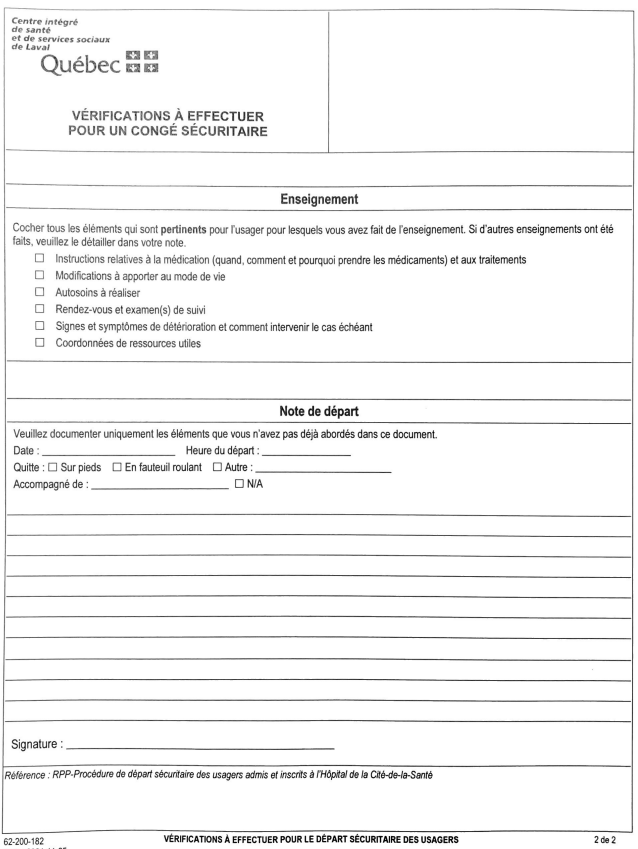 Centre intégré
de santé
et de services sociaux
de Laval
Québec
VÉRIFICATIONS À EFFECTUER
POUR UN CONGÉ SÉCURITAIRE
Enseignement
Cocher tous les éléments qui sont pertinents pour l'usager pour lesquels vous avez fait de l'enseignement. Si d'autres enseignements ont été
faits, veuillez le détailler dans votre note.
☐ Instructions relatives à la médication (quand, comment et pourquoi prendre les médicaments) et aux traitements
☐ Modifications à apporter au mode de vie
☐ Autosoins à réaliser
☐ Rendez-vous et examen(s) de suivi
☐ Signes et symptômes de détérioration et comment intervenir le cas échéant
☐ Coordonnées de ressources utiles
Note de départ
Veuillez documenter uniquement les éléments que vous n'avez pas déjà abordés dans ce document.
Date : ______ Heure du départ : ______
Quitte : ☐ Sur pieds ☐ En fauteuil roulant ☐ Autre : ______
Accompagné de : ______ ☐ N/A
Signature : ______
Référence : RPP-Procédure de départ sécuritaire des usagers admis et inscrits à l'Hôpital de la Cité-de-la-Santé
62-200-182 VÉRIFICATIONS À EFFECTUER POUR LE DÉPART SÉCURITAIRE DES USAGERS 2 de 2